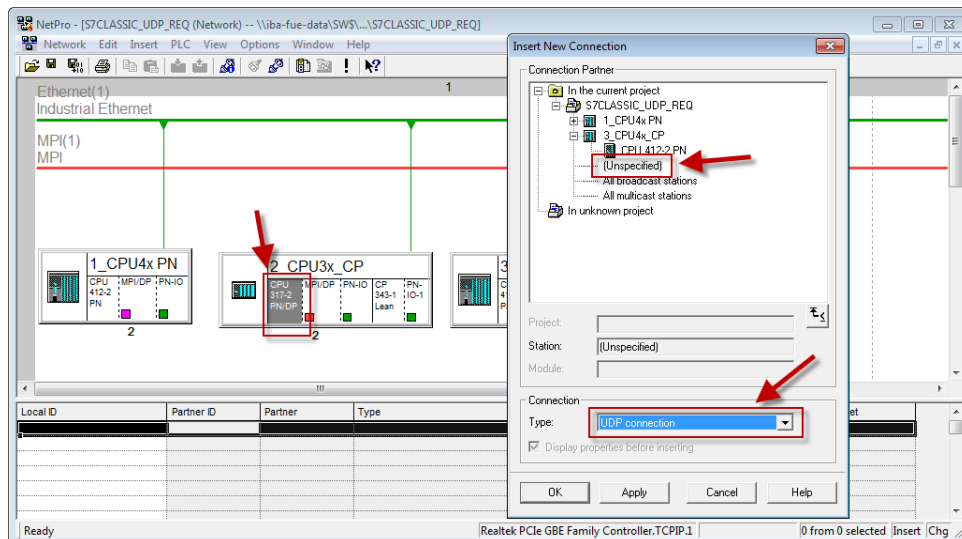 NetPro - [S7CLASSIC_UDP_REQ (Network) -- \\iba-fue-data\SW$\...\S7CLASSIC_UDP_REQ]
Network Edit Insert PLC View Options Window Help
Ethernet(1)
Industrial Ethernet
1
MPI(1)
MPI
1_CPU4x PN
CPU 412-2 PN
MPI/DP
PN-IO
2
2_CPU3x_CP
CPU 317-2 PN/DP
MPI/DP
PN-IO
CP 343-1 Lean
PN-IO-1
2
3
Local ID Partner ID Partner Type
Insert New Connection
Connection Partner
In the current project
S7CLASSIC_UDP_REQ
1_CPU4x PN
3_CPU4x_CP
CPU 412-2 PN
(Unspecified)
All broadcast stations
All multicast stations
In unknown project
Project:
Station: (Unspecified)
Module:
Connection
Type: UDP connection
Display properties before inserting
OK Apply Cancel Help
Ready Realtek PCIe GBE Family Controller.TCPIP.1 0 from 0 selected Insert Chg